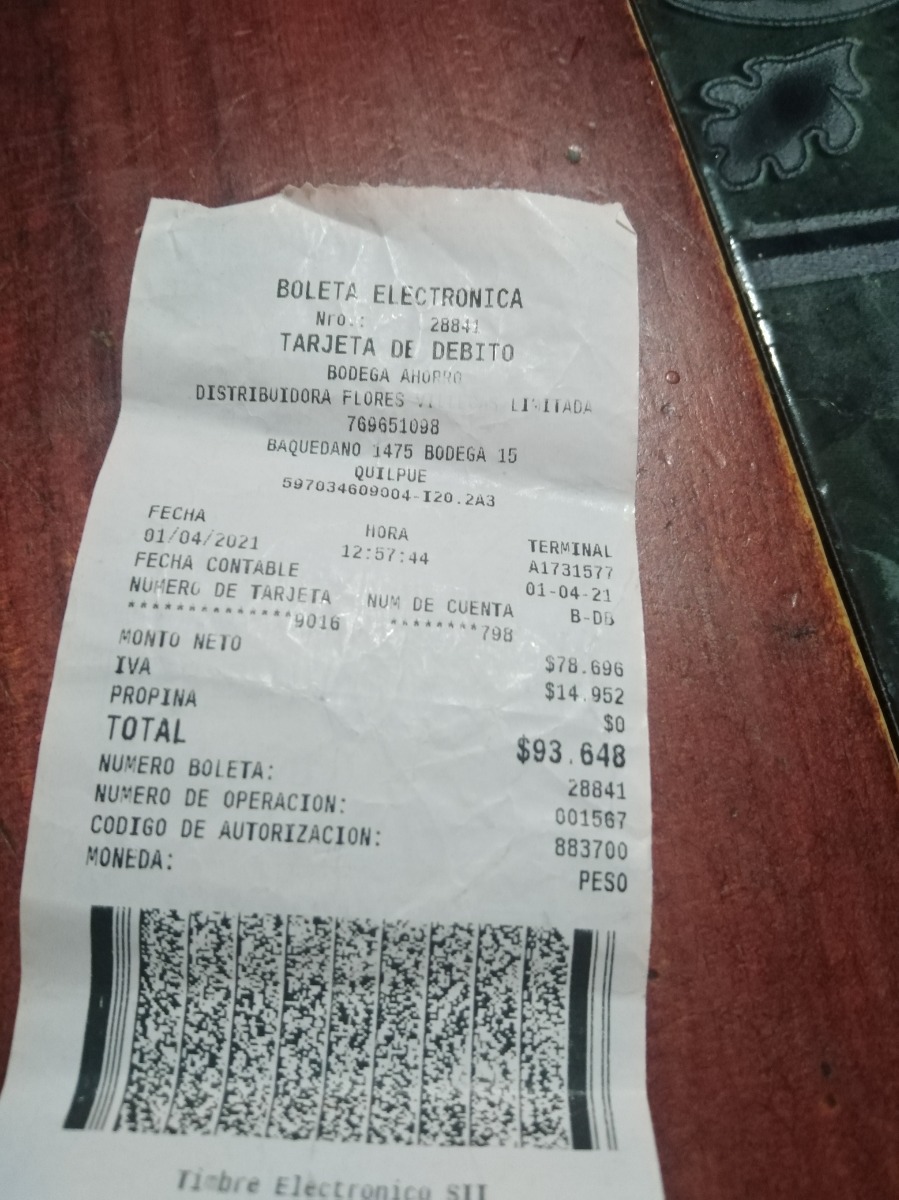 BOLETA ELECTRONICA
Nro.: 28841
TARJETA DE DEBITO
BODEGA AHORRO
DISTRIBUIDORA FLORES LIMITADA
769651098
BAQUEDANO 1475 BODEGA 15
QUILPUE
597034609004-I20.2A3
FECHA HORA TERMINAL
01/04/2021 12:57:44 A1731577
FECHA CONTABLE 01-04-21
NUMERO DE TARJETA NUM DE CUENTA B-DB
**************9016 ********798
MONTO NETO $78.696
IVA $14.952
PROPINA $0
TOTAL $93.648
NUMERO BOLETA: 28841
NUMERO DE OPERACION: 001567
CODIGO DE AUTORIZACION: 883700
MONEDA: PESO
Timbre Electronico SII